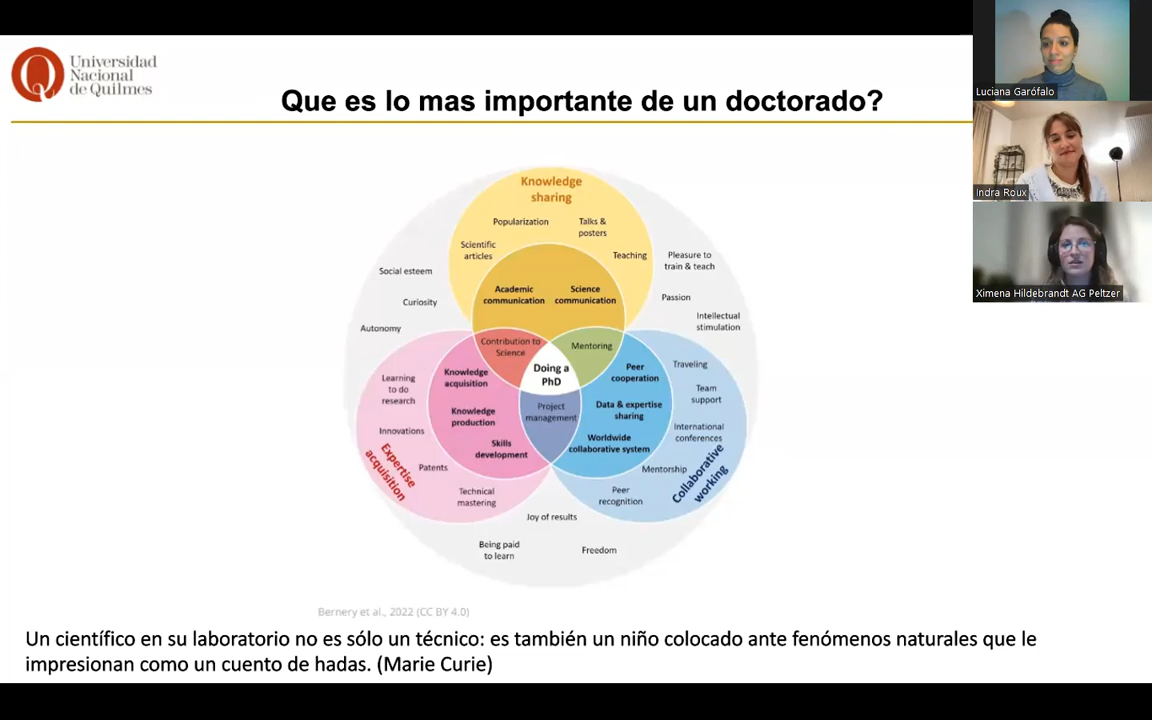 Universidad
Nacional
de Quilmes
Que es lo mas importante de un doctorado?
Luciana Garófalo
Indra Roux
Ximena Hildebrandt AG Peltzer
Knowledge
sharing
Popularization
Talks &
posters
Scientific
articles
Teaching
Pleasure to
train & teach
Social esteem
Curiosity
Autonomy
Academic
communication
Science
communication
Passion
Intellectual
stimulation
Contribution to
Science
Mentoring
Doing a
PhD
Project
management
Knowledge
acquisition
Knowledge
production
Skills
development
Learning
to do
research
Innovations
Patents
Technical
mastering
Expertise
acquisition
Peer
cooperation
Data & expertise
sharing
Worldwide
collaborative system
Traveling
Team
support
International
conferences
Mentorship
Peer
recognition
Collaborative
working
Joy of results
Being paid
to learn
Freedom
Bernery et al., 2022 (CC BY 4.0)
Un científico en su laboratorio no es sólo un técnico: es también un niño colocado ante fenómenos naturales que le
impresionan como un cuento de hadas. (Marie Curie)